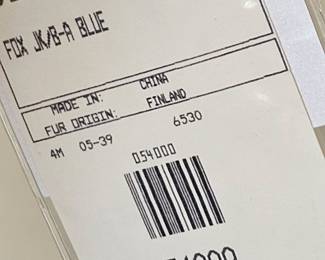 FOX JK/B-A BLUE
MADE IN: CHINA
FUR ORIGIN: FINLAND
4M 05-39 6530
054000